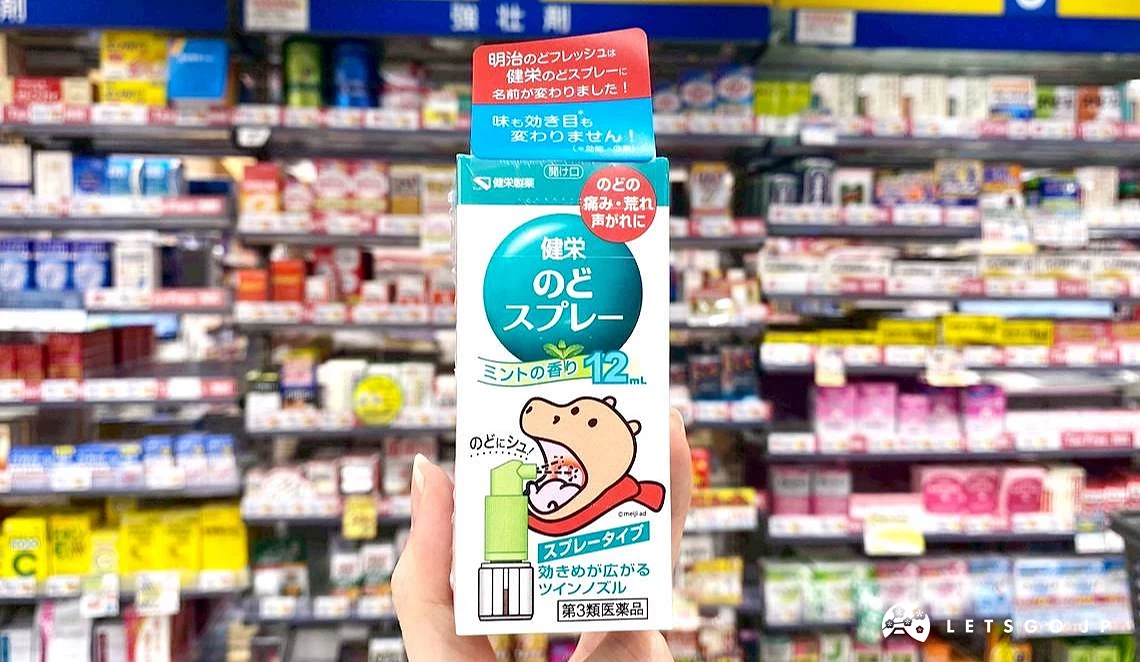 剤
強壮剤
明治のどフレッシュは
健栄のどスプレーに
名前が変わりました!
味も効き目*も
変わりません!
開け口
健栄製薬
のどの
痛み・荒れ
声がれに
健栄
のど
スプレー
ミントの香り 12mL
のどにシュ!
©meiji ad
スプレータイプ
効きめが広がる
ツインノズル
第3類医薬品
LETSGOJP